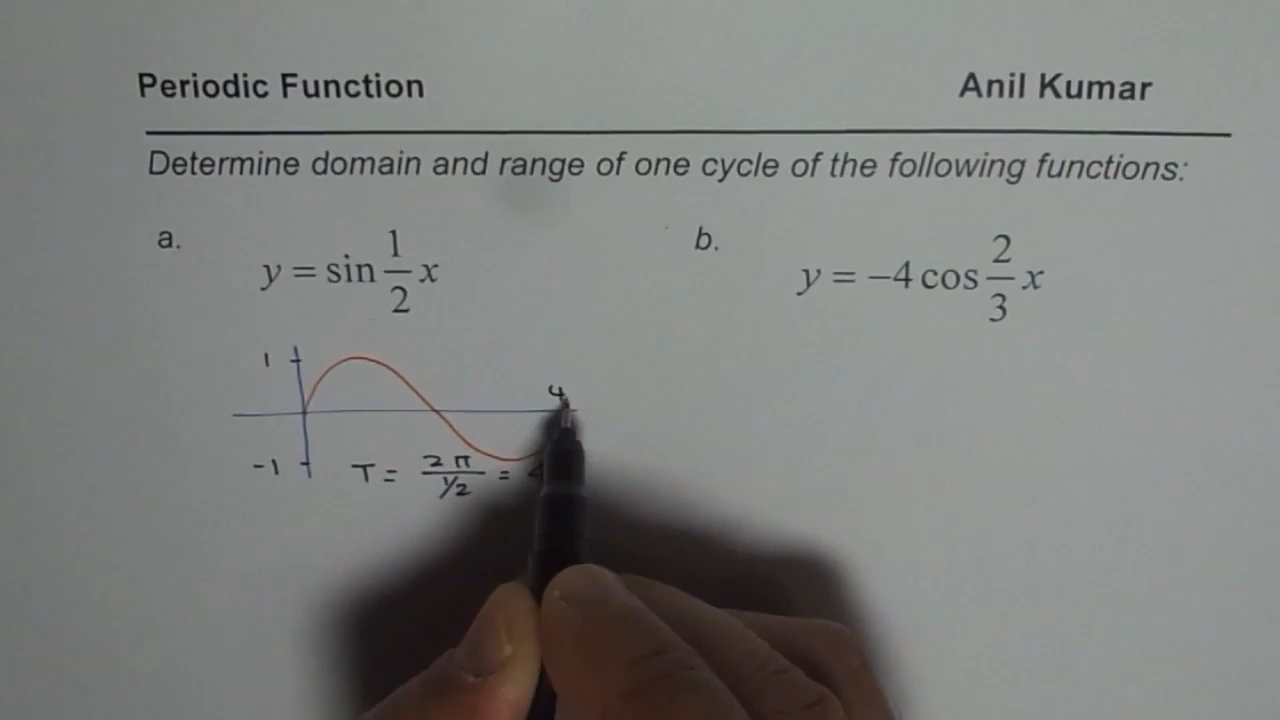 Periodic Function Anil Kumar
Determine domain and range of one cycle of the following functions:
a. y = sin 1/2 x b. y = −4 cos 2/3 x
1
4
-1 T = 2π/½ =